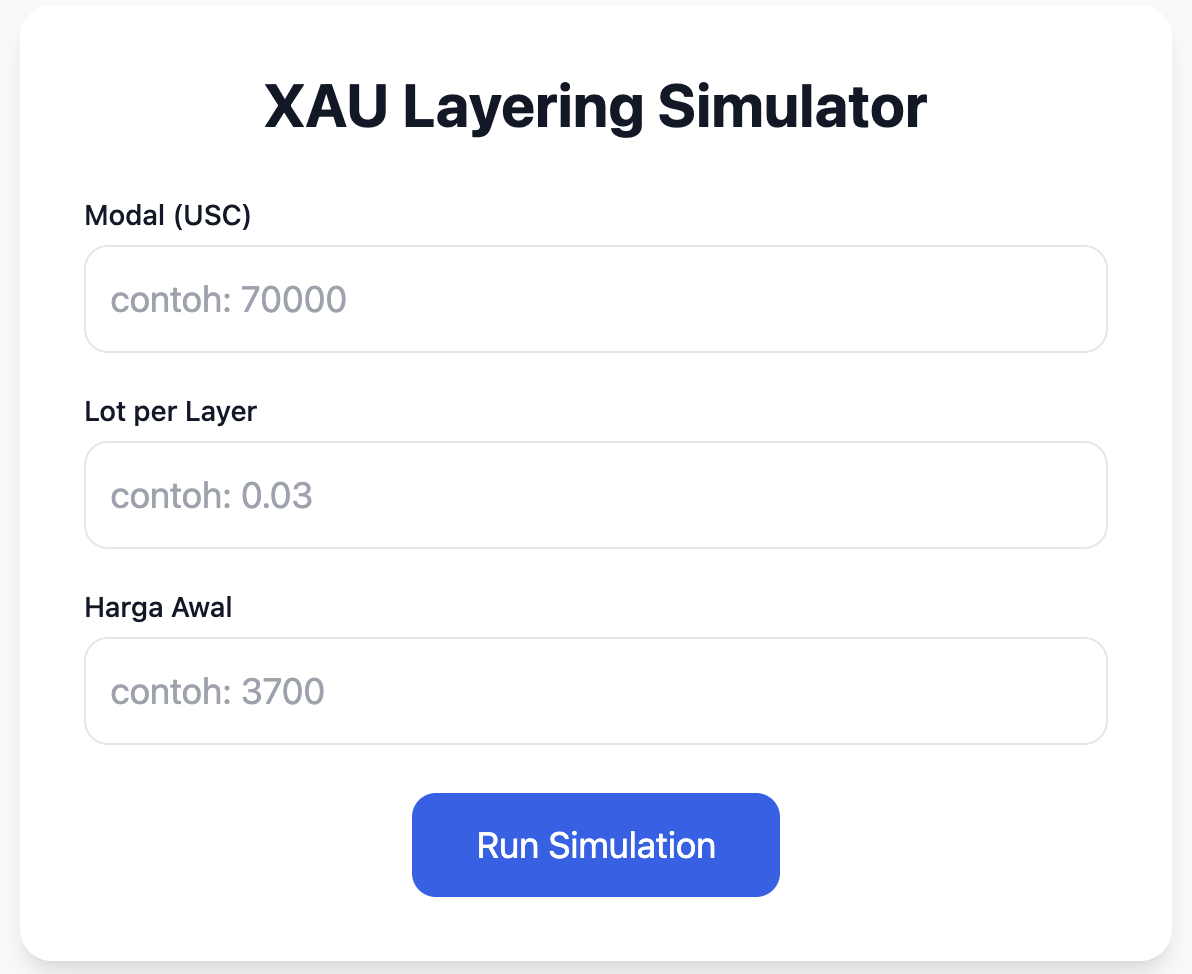 XAU Layering Simulator
Modal (USC)
contoh: 70000
Lot per Layer
contoh: 0.03
Harga Awal
contoh: 3700
Run Simulation